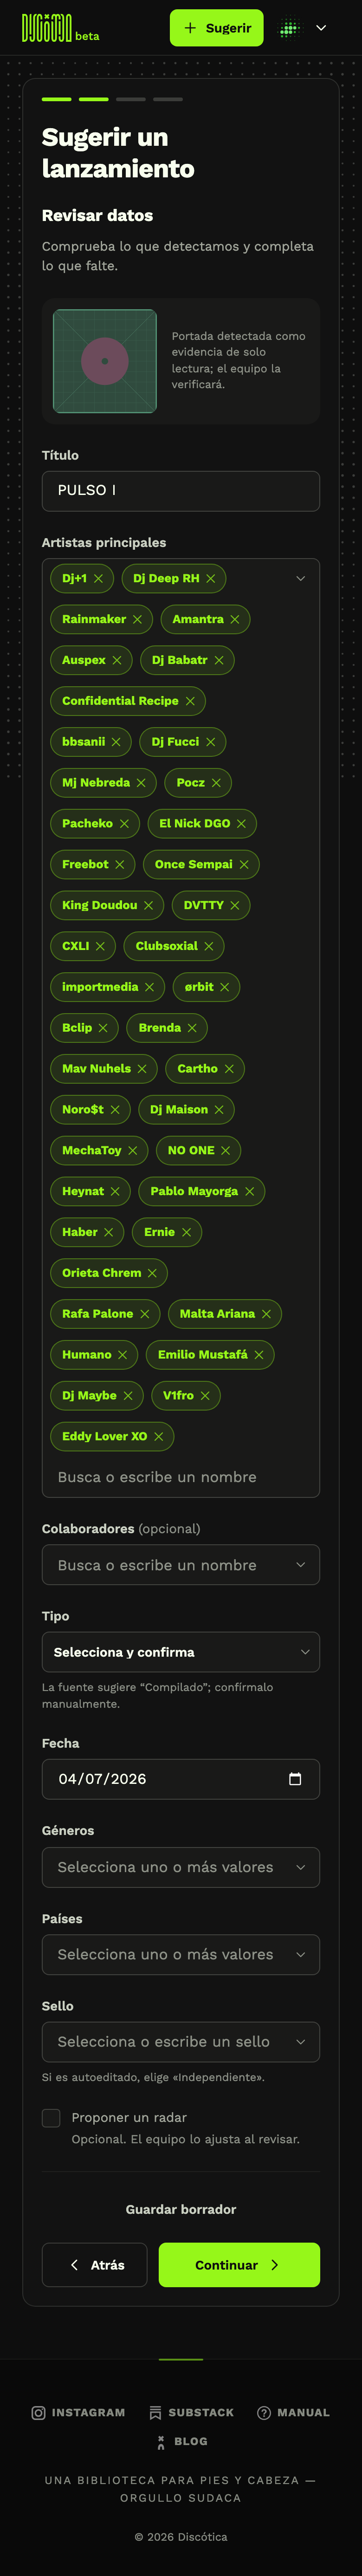 DISCÓTICA beta
Sugerir
Sugerir un
lanzamiento
Revisar datos
Comprueba lo que detectamos y completa
lo que falte.
Portada detectada como
evidencia de solo
lectura; el equipo la
verificará.
Título
PULSO I
Artistas principales
Dj+1 Dj Deep RH
Rainmaker Amantra
Auspex Dj Babatr
Confidential Recipe
bbsanii Dj Fucci
Mj Nebreda Pocz
Pacheko El Nick DGO
Freebot Once Sempai
King Doudou DVTTY
CXLI Clubsoxial
importmedia ørbit
Bclip Brenda
Mav Nuhels Cartho
Noro$t Dj Maison
MechaToy NO ONE
Heynat Pablo Mayorga
Haber Ernie
Orieta Chrem
Rafa Palone Malta Ariana
Humano Emilio Mustafá
Dj Maybe V1fro
Eddy Lover XO
Busca o escribe un nombre
Colaboradores (opcional)
Busca o escribe un nombre
Tipo
Selecciona y confirma
La fuente sugiere “Compilado”; confírmalo
manualmente.
Fecha
04/07/2026
Géneros
Selecciona uno o más valores
Países
Selecciona uno o más valores
Sello
Selecciona o escribe un sello
Si es autoeditado, elige «Independiente».
Proponer un radar
Opcional. El equipo lo ajusta al revisar.
Guardar borrador
Atrás Continuar
INSTAGRAM SUBSTACK MANUAL
BLOG
UNA BIBLIOTECA PARA PIES Y CABEZA —
ORGULLO SUDACA
© 2026 Discótica